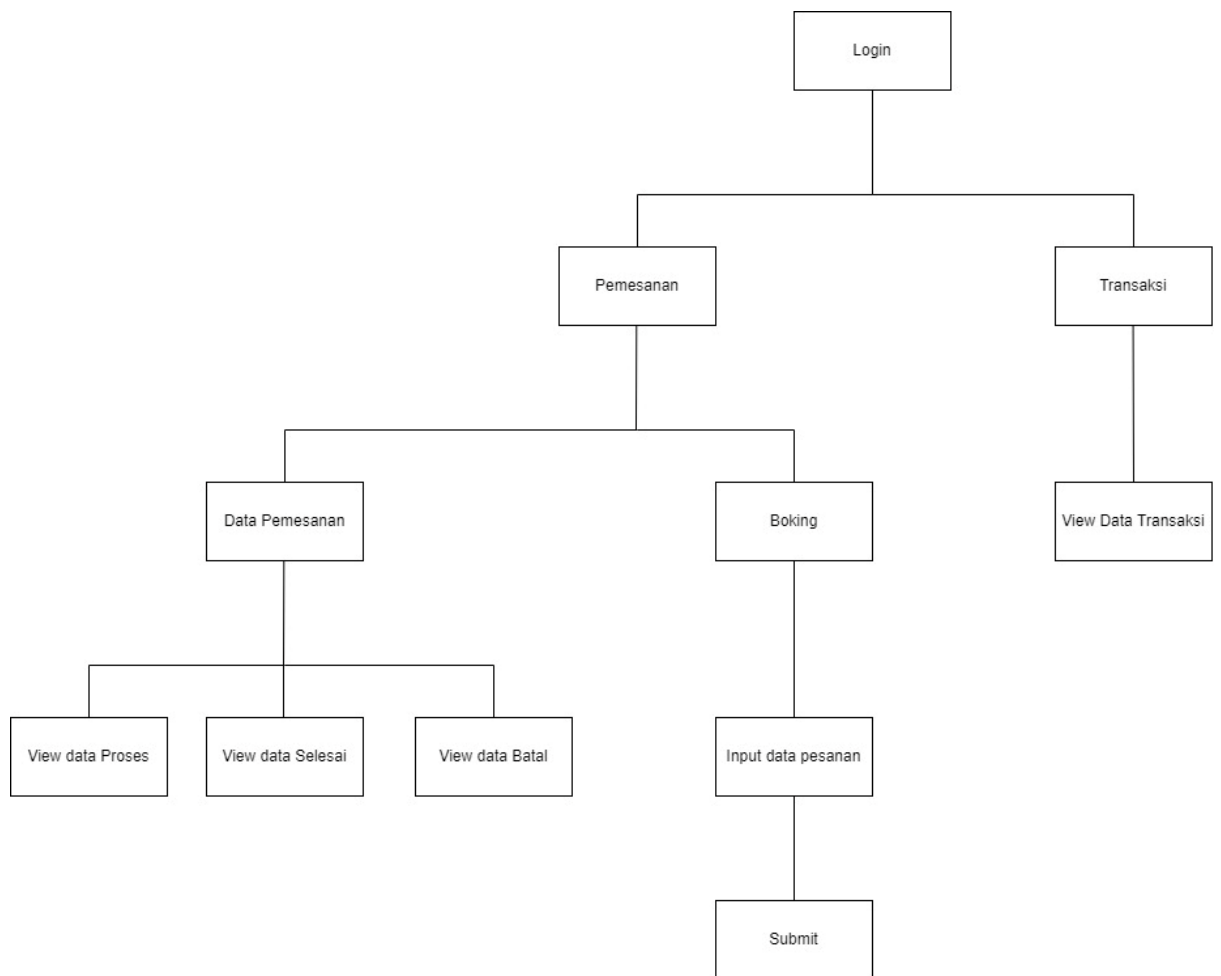 Login
Pemesanan
Transaksi
Data Pemesanan
Boking
View Data Transaksi
View data Proses
View data Selesai
View data Batal
Input data pesanan
Submit